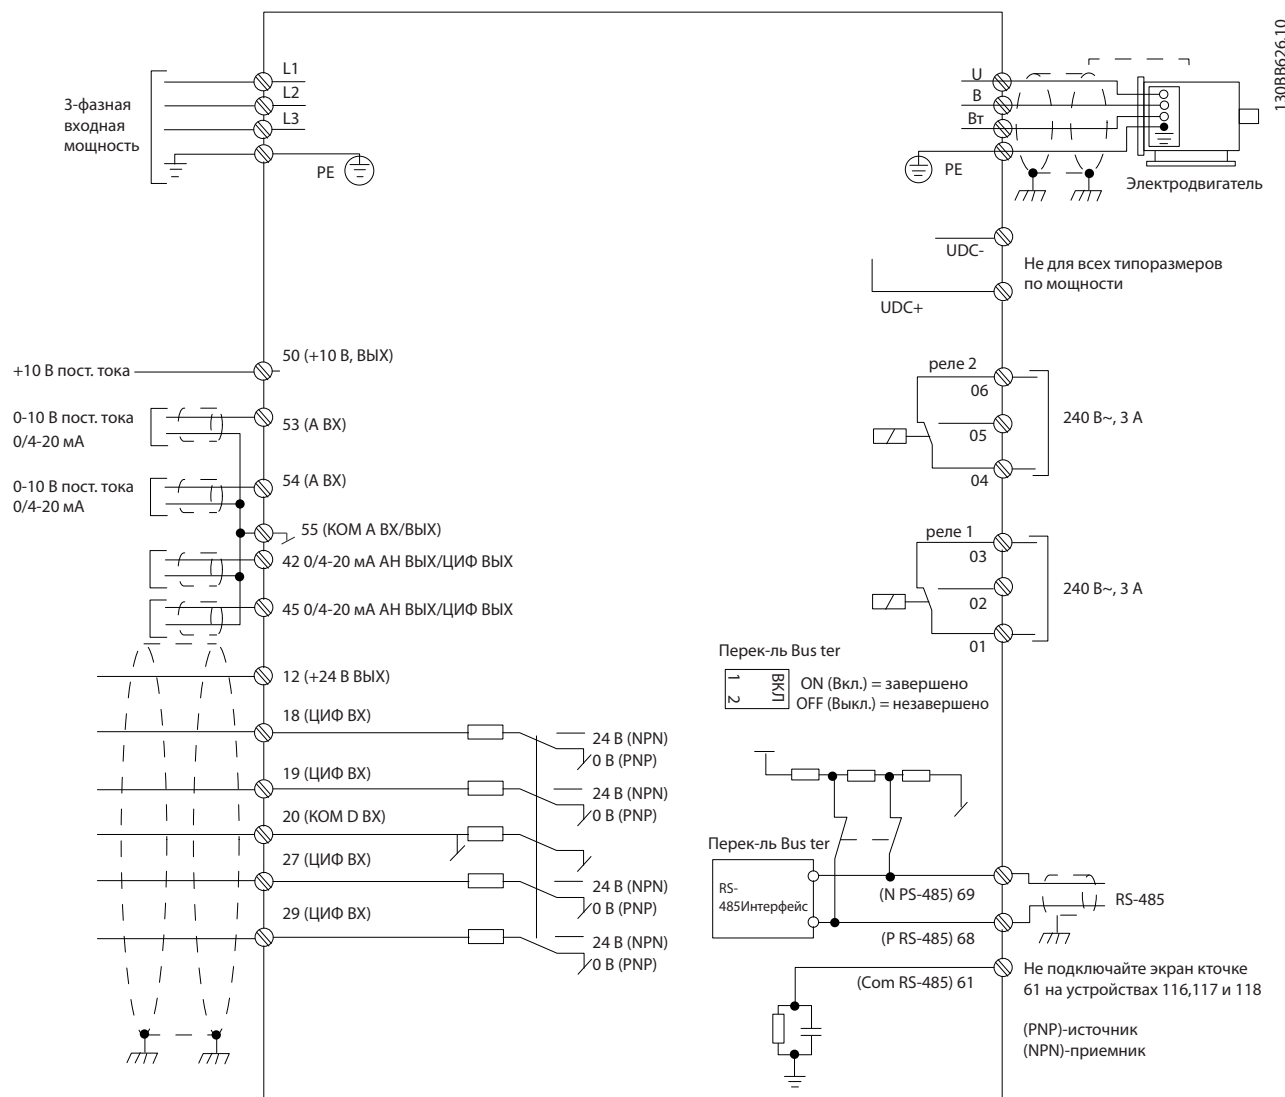 130BB626.10
L1
L2
L3
3-фазная
входная
мощность
PE
U
В
Вт
PE
Электродвигатель
UDC-
Не для всех типоразмеров
по мощности
UDC+
50 (+10 В, ВЫХ)
+10 В пост. тока
0-10 В пост. тока
0/4-20 мА
53 (А ВХ)
0-10 В пост. тока
0/4-20 мА
54 (А ВХ)
55 (КОМ А ВХ/ВЫХ)
42 0/4-20 мА АН ВЫХ/ЦИФ ВЫХ
45 0/4-20 мА АН ВЫХ/ЦИФ ВЫХ
12 (+24 В ВЫХ)
18 (ЦИФ ВХ)
24 В (NPN)
0 В (PNP)
19 (ЦИФ ВХ)
24 В (NPN)
0 В (PNP)
20 (КОМ D ВХ)
27 (ЦИФ ВХ)
24 В (NPN)
0 В (PNP)
29 (ЦИФ ВХ)
24 В (NPN)
0 В (PNP)
реле 2
06
05
04
240 В~, 3 А
реле 1
03
02
01
240 В~, 3 А
Перек-ль Bus ter
1
2
ВКЛ
ON (Вкл.) = завершено
OFF (Выкл.) = незавершено
Перек-ль Bus ter
RS-
485Интерфейс
(N PS-485) 69
RS-485
(P RS-485) 68
(Com RS-485) 61
Не подключайте экран кточке
61 на устройствах 116,117 и 118
(PNP)-источник
(NPN)-приемник